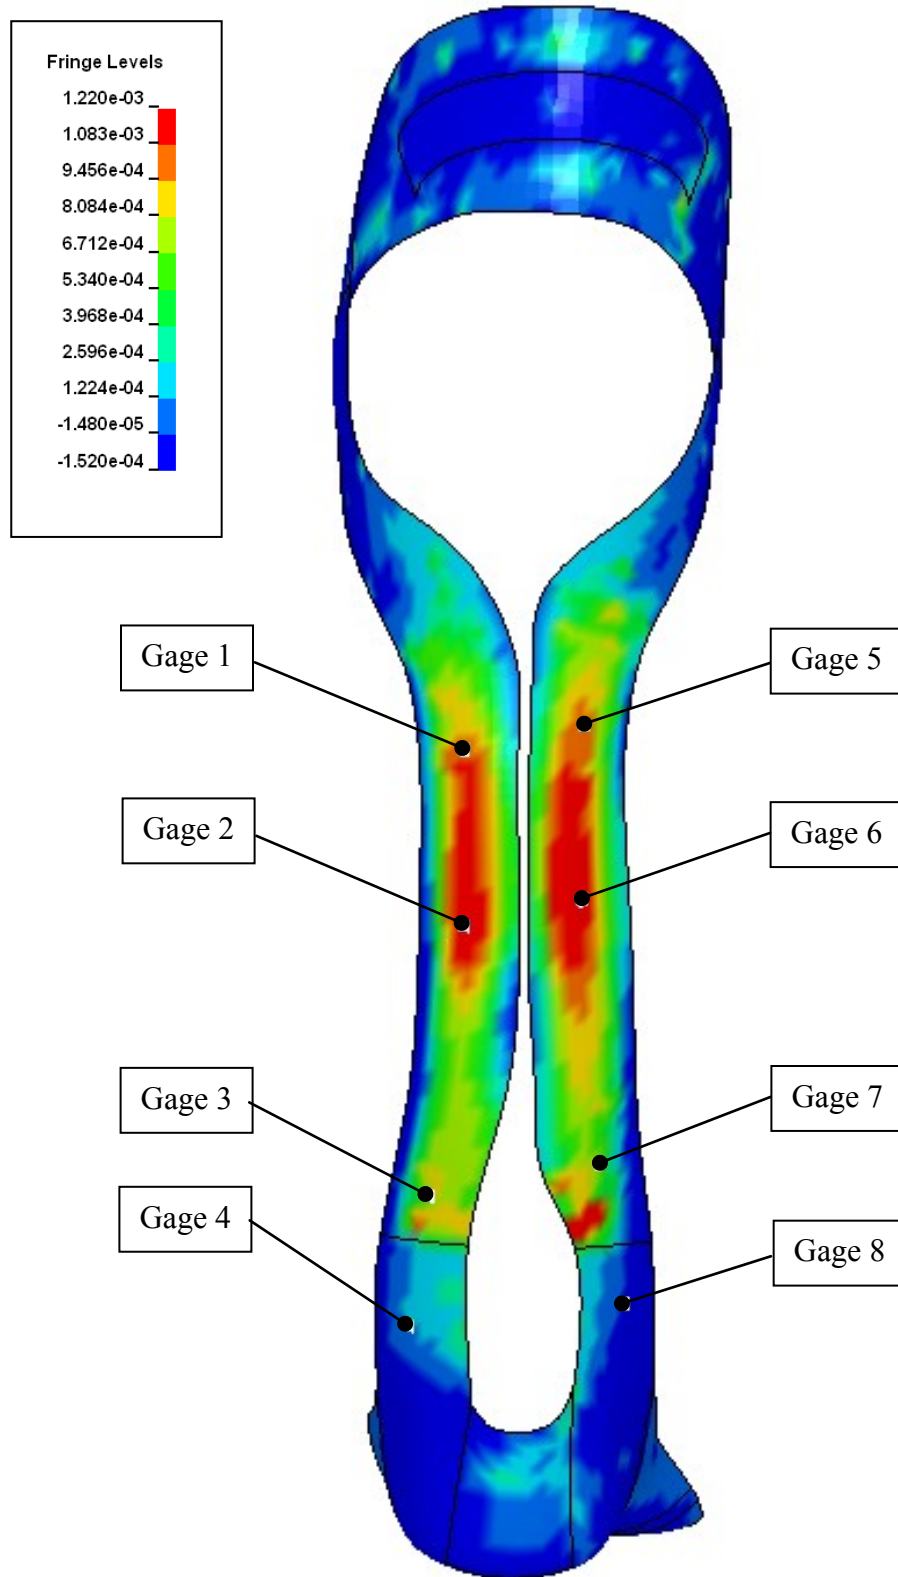 Fringe Levels
1.220e-03
1.083e-03
9.456e-04
8.084e-04
6.712e-04
5.340e-04
3.968e-04
2.596e-04
1.224e-04
-1.480e-05
-1.520e-04
Gage 1
Gage 5
Gage 2
Gage 6
Gage 3
Gage 7
Gage 4
Gage 8